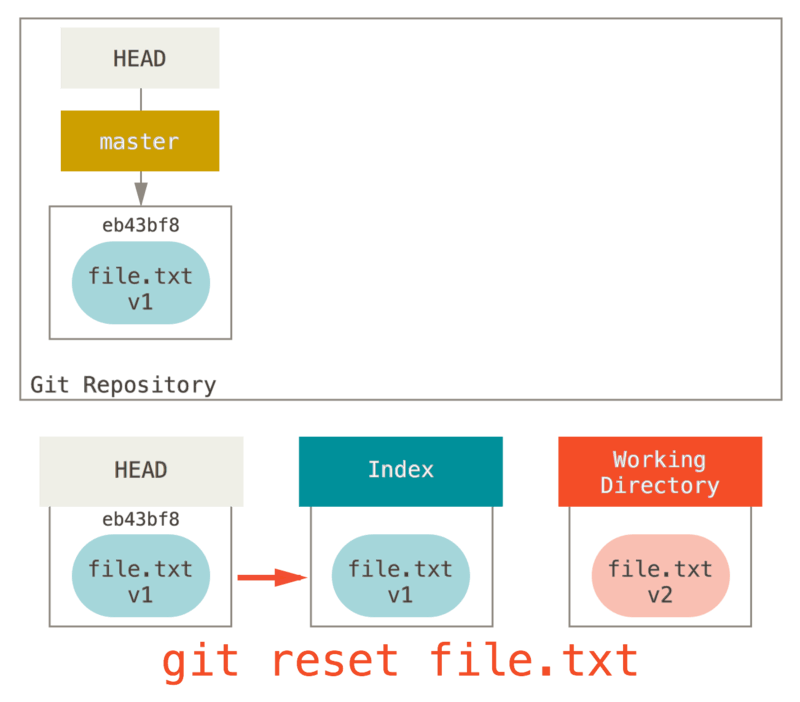 HEAD
master
eb43bf8
file.txt
v1
Git Repository
HEAD
eb43bf8
file.txt
v1
Index
file.txt
v1
Working
Directory
file.txt
v2
git reset file.txt